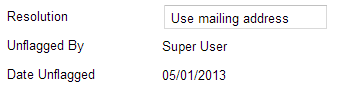 Resolution Use mailing address
Unflagged By Super User
Date Unflagged 05/01/2013